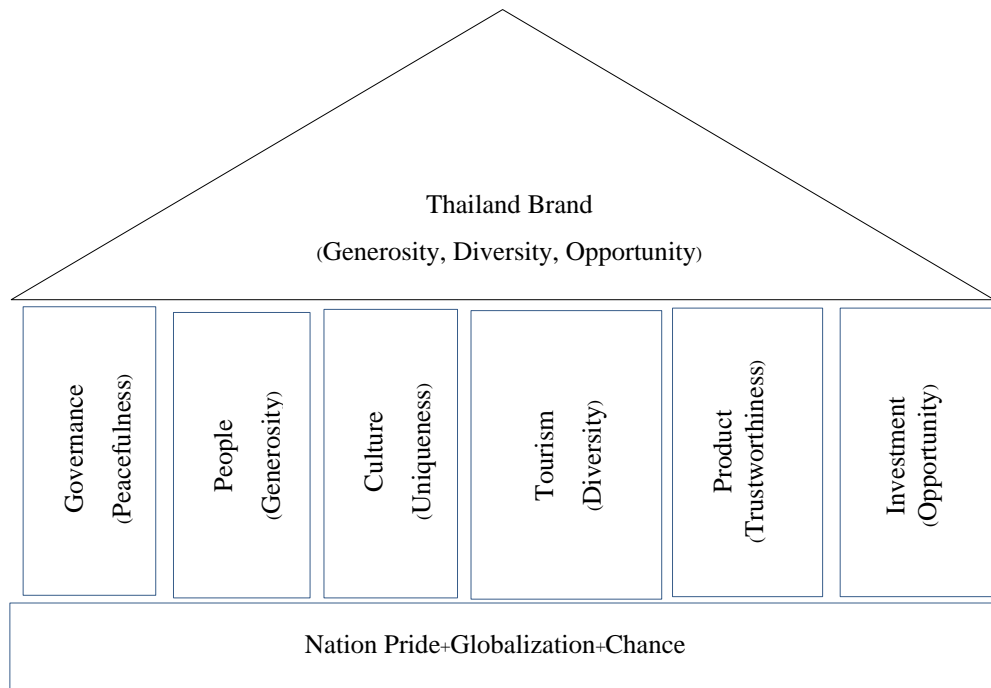 Thailand Brand
(Generosity, Diversity, Opportunity)
Governance
(Peacefulness)
People
(Generosity)
Culture
(Uniqueness)
Tourism
(Diversity)
Product
(Trustworthiness)
Investment
(Opportunity)
Nation Pride+Globalization+Chance